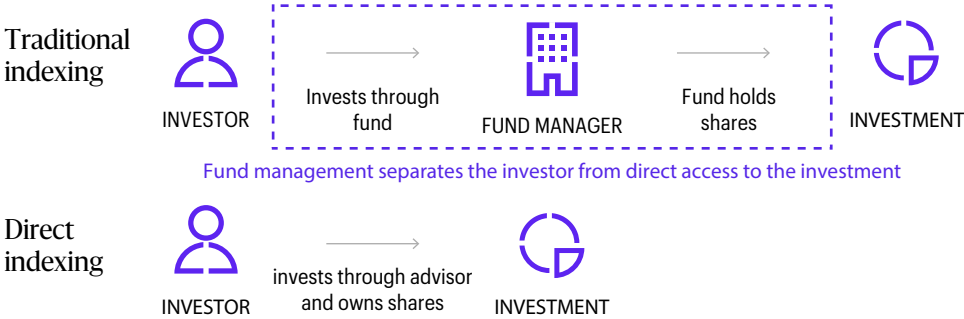 Traditional
indexing
Invests through
fund
Fund holds
shares
INVESTOR
FUND MANAGER
INVESTMENT
Fund management separates the investor from direct access to the investment
Direct
indexing
invests through advisor
and owns shares
INVESTOR
INVESTMENT